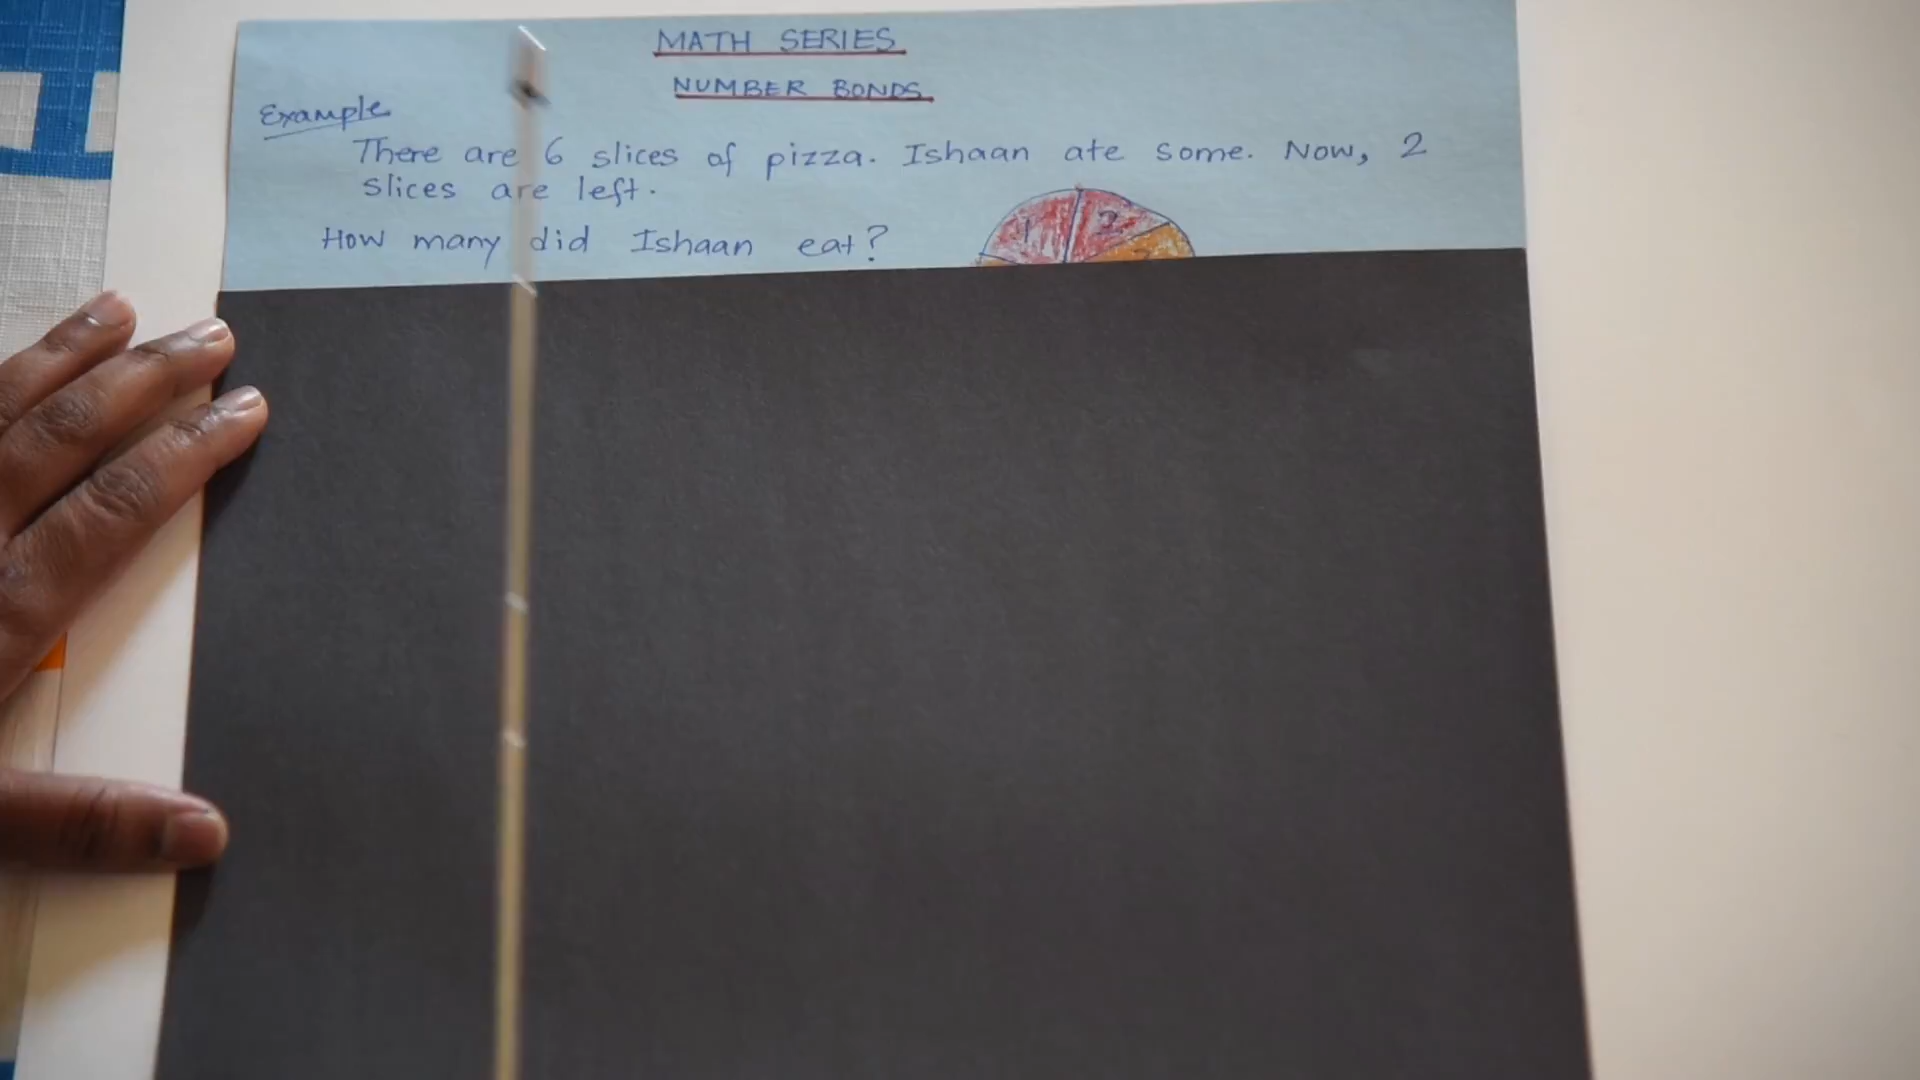 MATH SERIES
NUMBER BONDS
Example
There are 6 slices of pizza. Ishaan ate some. Now, 2
slices are left.
How many did Ishaan eat?
1 2
3